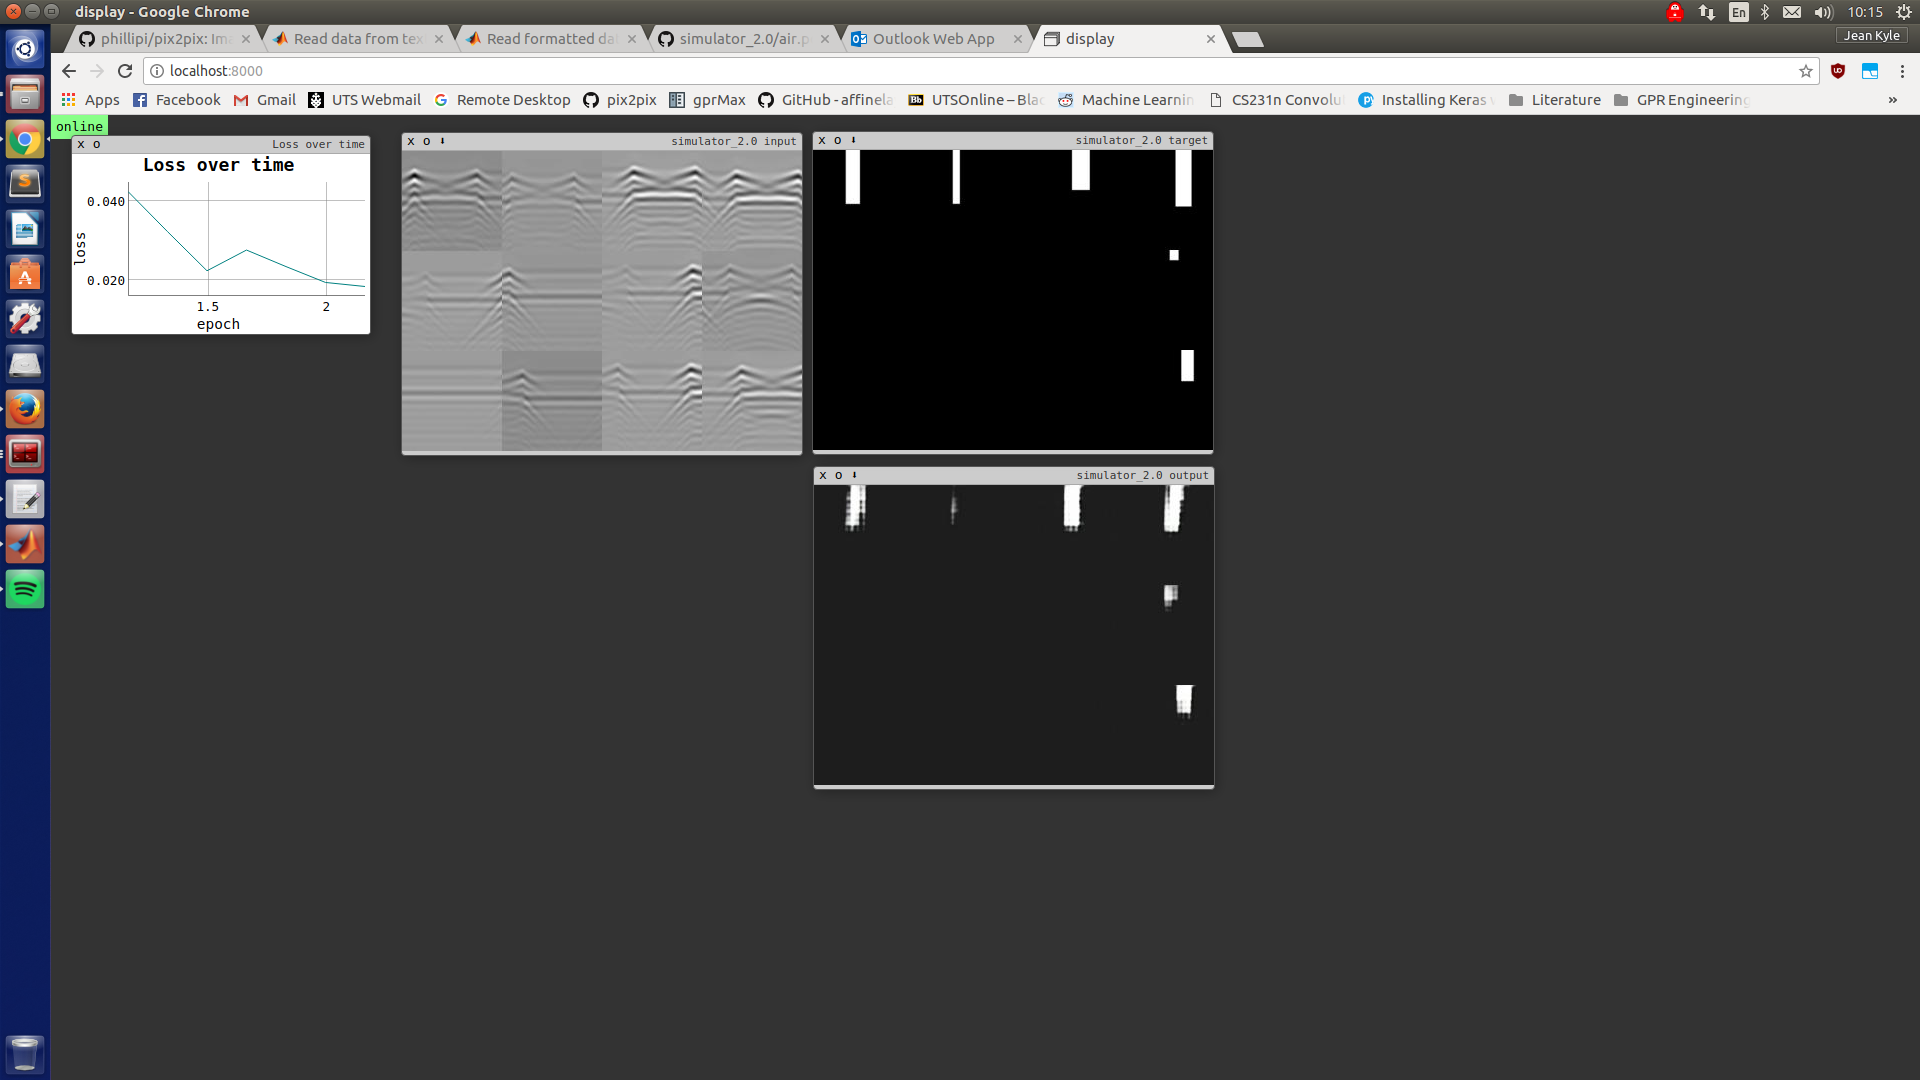 display - Google Chrome
En
10:15
phillipi/pix2pix: Im
Read data from tex
Read formatted da
simulator_2.0/air.p
Outlook Web App
display
Jean Kyle
localhost:8000
Apps
Facebook
Gmail
UTS Webmail
Remote Desktop
pix2pix
gprMax
GitHub - affinela
UTSOnline – Blac
Machine Learnin
CS231n Convolu
Installing Keras
Literature
GPR Engineering
»
online
x o
Loss over time
Loss over time
0.040
0.020
loss
1.5
2
epoch
x o ⬇
simulator_2.0 input
x o ⬇
simulator_2.0 target
x o ⬇
simulator_2.0 output